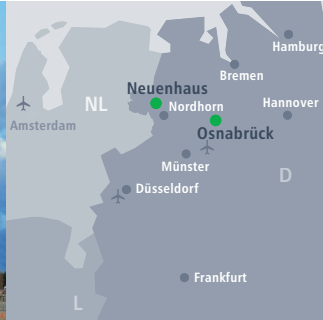 Hamburg
Bremen
Neuenhaus
NL
Nordhorn
Hannover
Amsterdam
Osnabrück
Münster
D
Düsseldorf
Frankfurt
L